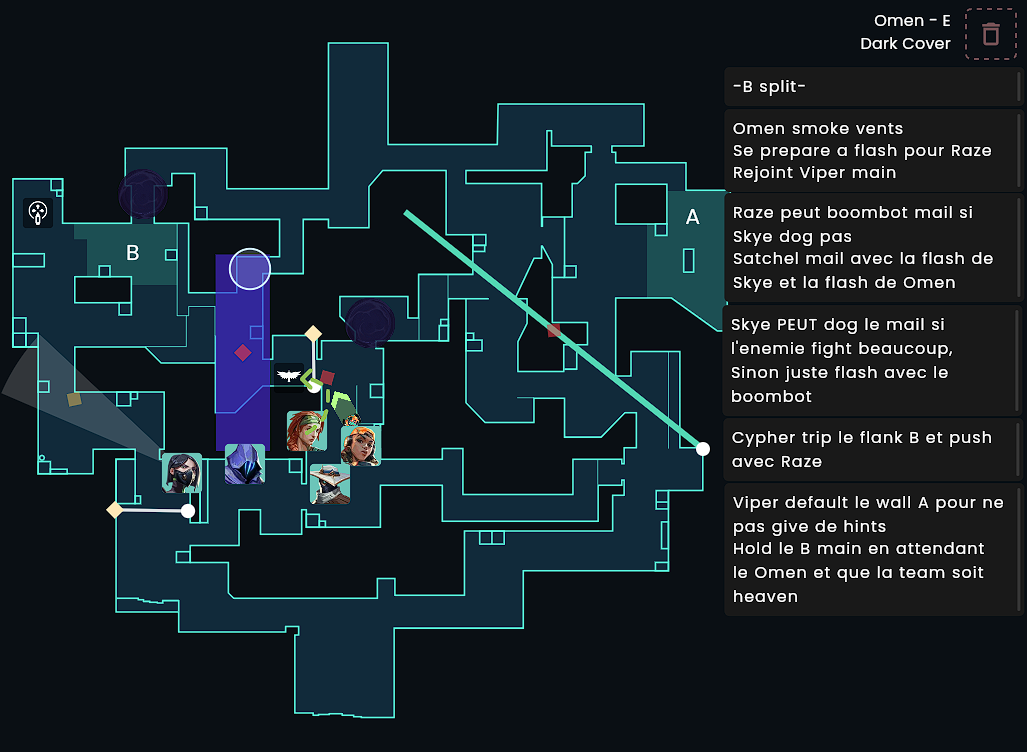 Omen - E
Dark Cover
-B split-
Omen smoke vents
Se prepare a flash pour Raze
Rejoint Viper main
Raze peut boombot mail si
Skye dog pas
Satchel mail avec la flash de
Skye et la flash de Omen
Skye PEUT dog le mail si
l'enemie fight beaucoup,
Sinon juste flash avec le
boombot
Cypher trip le flank B et push
avec Raze
Viper default le wall A pour ne
pas give de hints
Hold le B main en attendant
le Omen et que la team soit
heaven
A
B